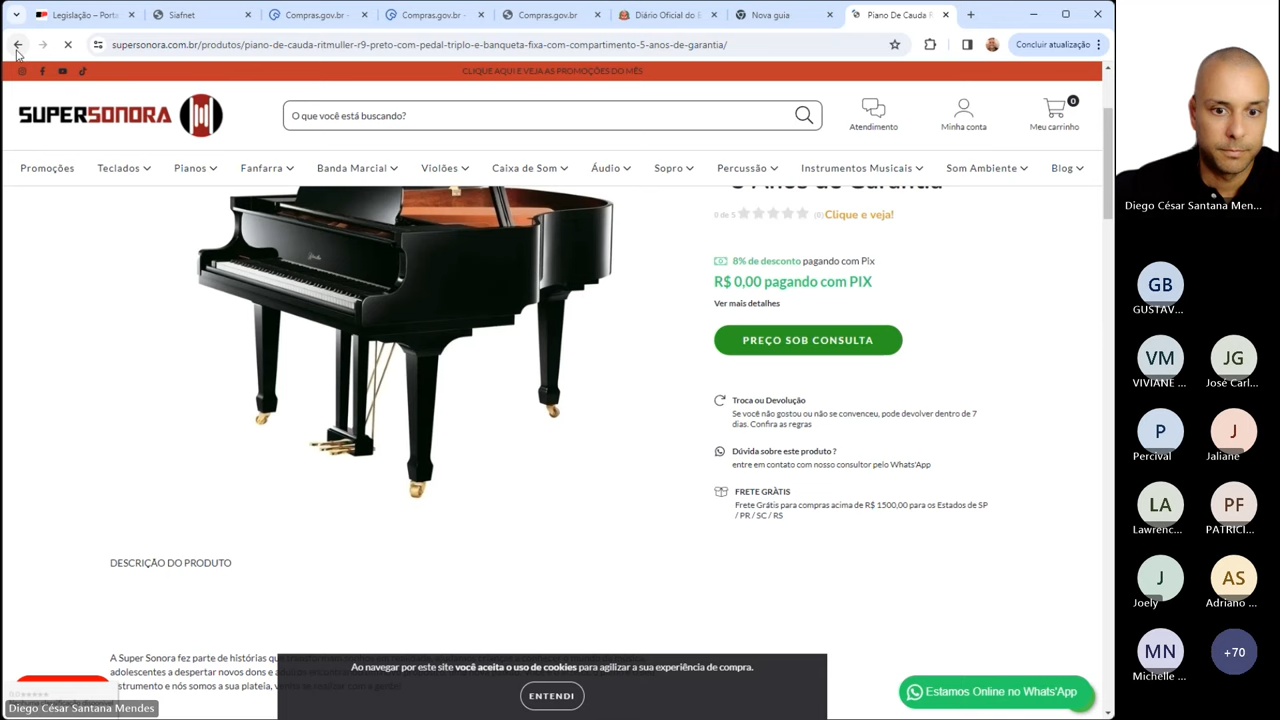 Legislação – Porta
Siafnet
Compras.gov.br -
Compras.gov.br -
Compras.gov.br
Diário Oficial do E
Nova guia
Piano De Cauda R
supersonora.com.br/produtos/piano-de-cauda-ritmuller-r9-preto-com-pedal-triplo-e-banqueta-fixa-com-compartimento-5-anos-de-garantia/
Concluir atualização
CLIQUE AQUI E VEJA AS PROMOÇÕES DO MÊS
SUPERSONORA
O que você está buscando?
Atendimento
Minha conta
0
Meu carrinho
Promoções
Teclados
Pianos
Fanfarra
Banda Marcial
Violões
Caixa de Som
Áudio
Sopro
Percussão
Instrumentos Musicais
Som Ambiente
Blog
5 Anos de Garantia
0 de 5
(0) Clique e veja!
8% de desconto pagando com Pix
R$ 0,00 pagando com PIX
Ver mais detalhes
PREÇO SOB CONSULTA
Troca ou Devolução
Se você não gostou ou não se convenceu, pode devolver dentro de 7
dias. Confira as regras
Dúvida sobre este produto ?
entre em contato com nosso consultor pelo Whats'App
FRETE GRÀTIS
Frete Grátis para compras acima de R$ 1500,00 para os Estados de SP
/ PR / SC / RS
DESCRIÇÃO DO PRODUTO
A Super Sonora fez parte de histórias
adolescentes a despertar novos dons e
instrumento e nós somos a sua plateia,
Ao navegar por este site você aceita o uso de cookies para agilizar a sua experiência de compra.
ENTENDI
Estamos Online no Whats'App
Diego César Santana Mendes
Diego César Santana Men...
GB
GUSTAV...
VM
VIVIANE ...
JG
José Carl...
P
Percival
J
Jaliane
LA
Lawrenc...
PF
PATRICI...
J
Joely
AS
Adriano ...
MN
Michelle ...
+70